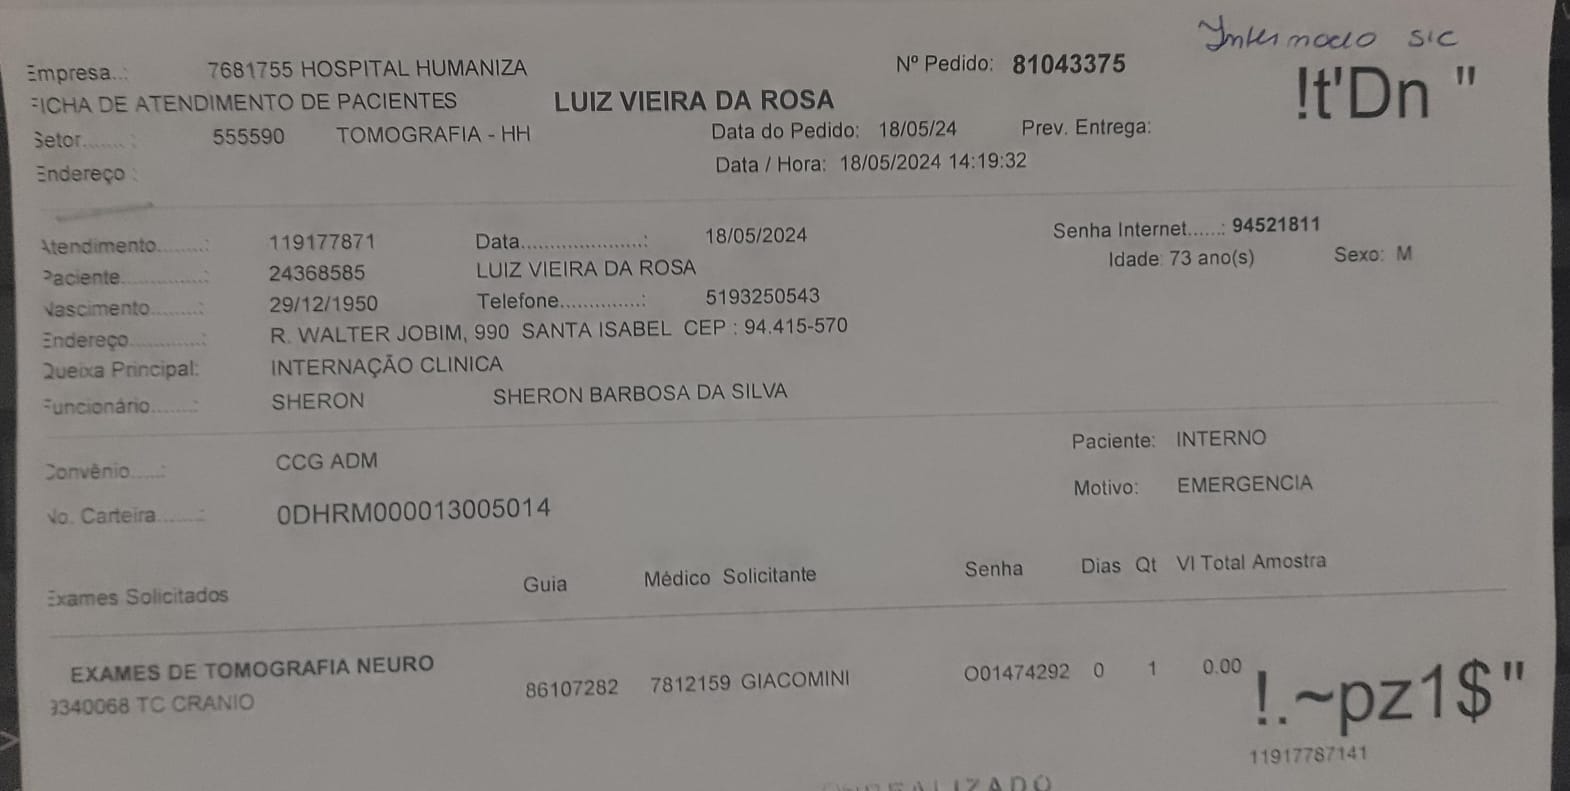 Internado sic
Empresa..: 7681755 HOSPITAL HUMANIZA Nº Pedido: 81043375 !t'Dn "
FICHA DE ATENDIMENTO DE PACIENTES LUIZ VIEIRA DA ROSA
Setor........: 555590 TOMOGRAFIA - HH Data do Pedido: 18/05/24 Prev. Entrega:
Endereço : Data / Hora: 18/05/2024 14:19:32
Atendimento........: 119177871 Data......................: 18/05/2024 Senha Internet......: 94521811
Paciente..............: 24368585 LUIZ VIEIRA DA ROSA Idade 73 ano(s) Sexo: M
Nascimento.........: 29/12/1950 Telefone...............: 5193250543
Endereço.............: R. WALTER JOBIM, 990 SANTA ISABEL CEP : 94.415-570
Queixa Principal: INTERNAÇÃO CLINICA
Funcionário........: SHERON SHERON BARBOSA DA SILVA
Convênio......: CCG ADM Paciente: INTERNO
No. Carteira........: 0DHRM000013005014 Motivo: EMERGENCIA
Exames Solicitados Guia Médico Solicitante Senha Dias Qt Vl Total Amostra
EXAMES DE TOMOGRAFIA NEURO
9340068 TC CRANIO 86107282 7812159 GIACOMINI O01474292 0 1 0.00 !.~pz1$"
11917787141